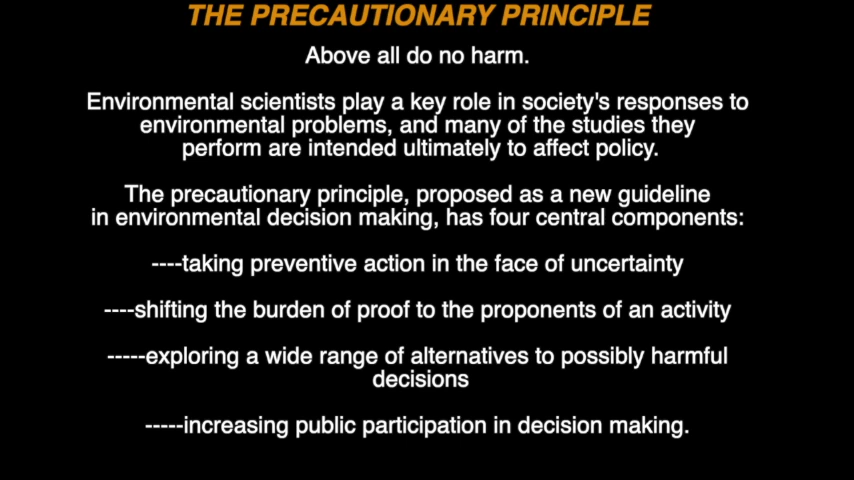 THE PRECAUTIONARY PRINCIPLE
Above all do no harm.
Environmental scientists play a key role in society's responses to
environmental problems, and many of the studies they
perform are intended ultimately to affect policy.
The precautionary principle, proposed as a new guideline
in environmental decision making, has four central components:
----taking preventive action in the face of uncertainty
----shifting the burden of proof to the proponents of an activity
-----exploring a wide range of alternatives to possibly harmful
decisions
-----increasing public participation in decision making.